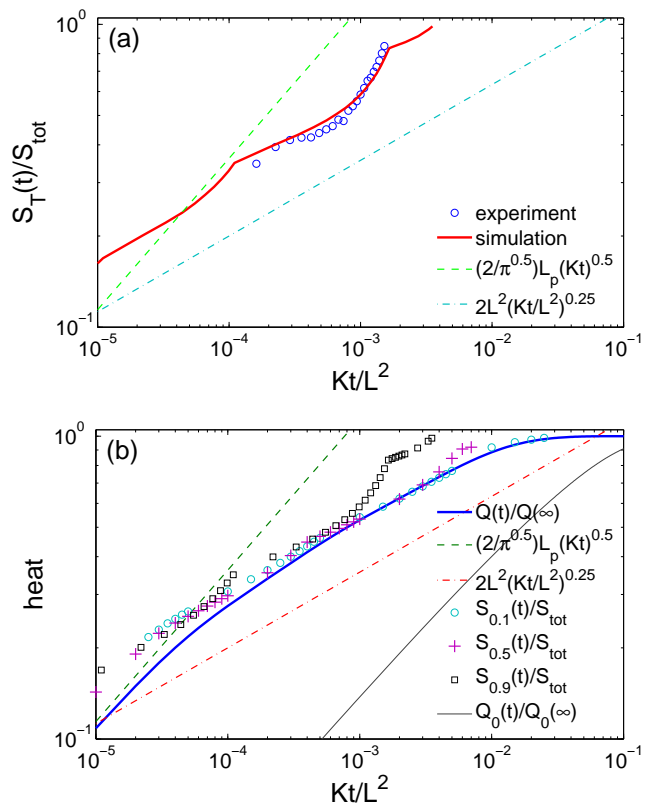 (a)
10^0
S_T(t)/S_tot
10^-1
experiment
simulation
(2/π^0.5)L_p(Kt)^0.5
2L^2(Kt/L^2)^0.25
10^-5 10^-4 10^-3 10^-2 10^-1
Kt/L^2
(b)
10^0
heat
10^-1
Q(t)/Q(∞)
(2/π^0.5)L_p(Kt)^0.5
2L^2(Kt/L^2)^0.25
S_0.1(t)/S_tot
S_0.5(t)/S_tot
S_0.9(t)/S_tot
Q_0(t)/Q_0(∞)
10^-5 10^-4 10^-3 10^-2 10^-1
Kt/L^2